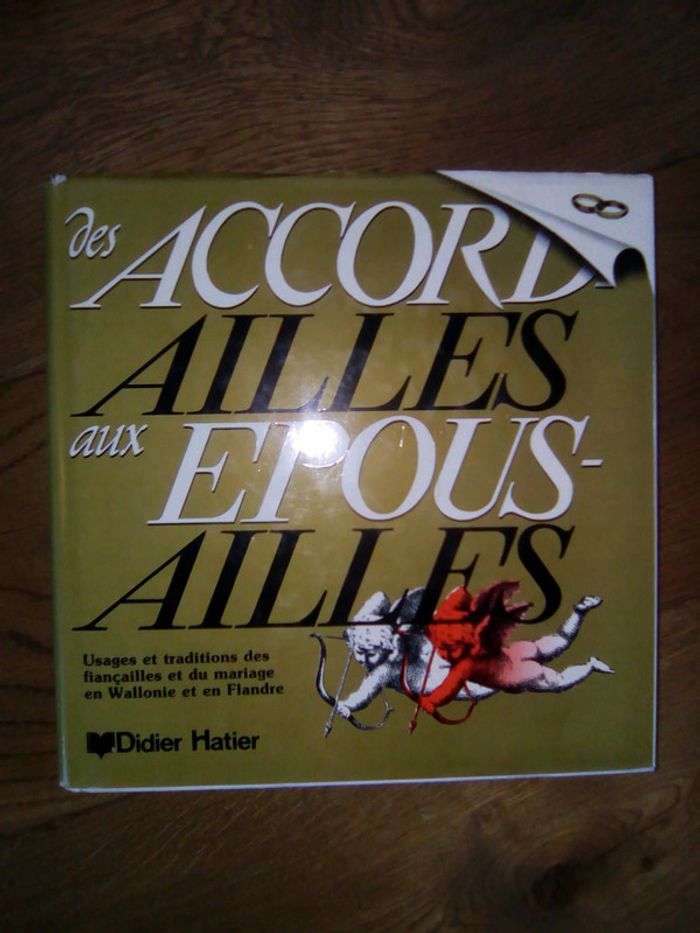 des ACCORD-
AILLES
aux EPOUS-
AILLES
Usages et traditions des
fiançailles et du mariage
en Wallonie et en Flandre
Didier Hatier